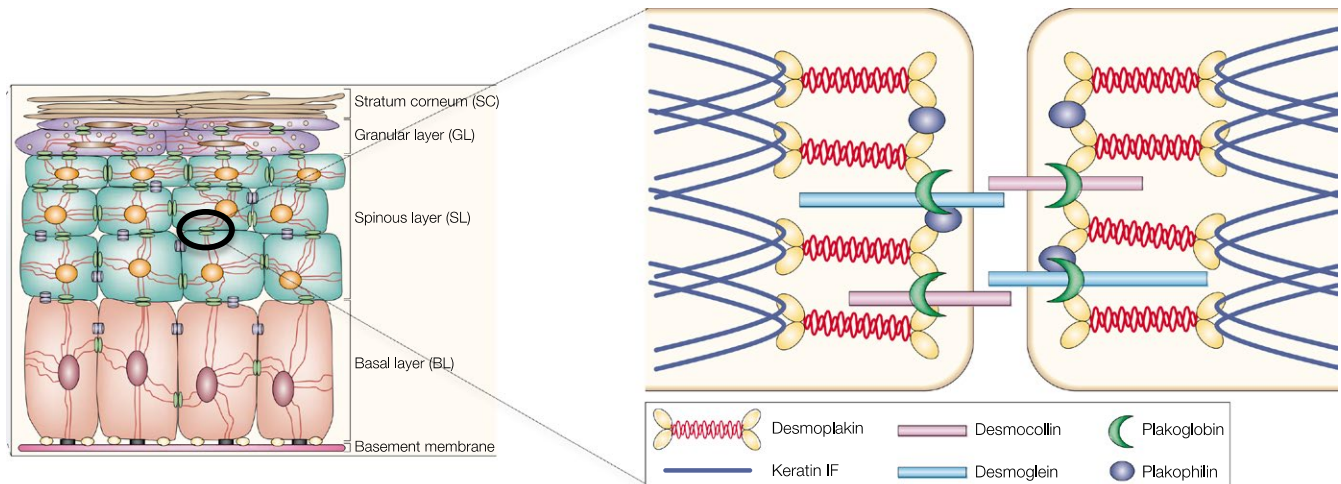 Stratum corneum (SC)
Granular layer (GL)
Spinous layer (SL)
Basal layer (BL)
Basement membrane
Desmoplakin
Desmocollin
Plakoglobin
Keratin IF
Desmoglein
Plakophilin